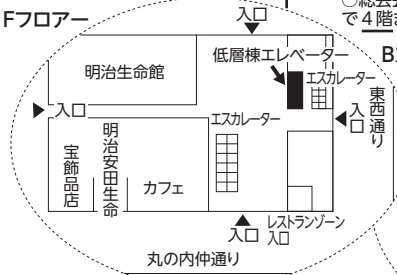 Fフロアー
入口
で4階
低層棟エレベーター
明治生命館
エスカレーター
入口
エスカレーター
入口
東西通り
宝飾品店
明治安田生命
カフェ
入口
レストランゾーン
入口
丸の内仲通り